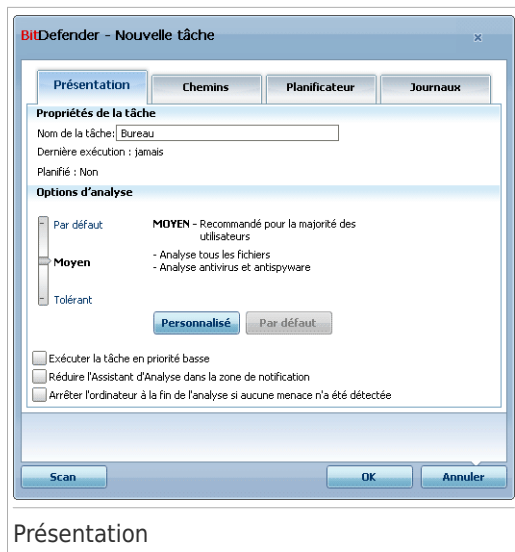 BitDefender - Nouvelle tâche
Présentation
Chemins
Planificateur
Journaux
Propriétés de la tâche
Nom de la tâche: Bureau
Dernière exécution : jamais
Planifié : Non
Options d'analyse
Par défaut
Moyen
Tolérant
MOYEN - Recommandé pour la majorité des
utilisateurs
- Analyse tous les fichiers
- Analyse antivirus et antispyware
Personnalisé
Par défaut
Exécuter la tâche en priorité basse
Réduire l'Assistant d'Analyse dans la zone de notification
Arrêter l'ordinateur à la fin de l'analyse si aucune menace n'a été détectée
Scan
OK
Annuler
Présentation